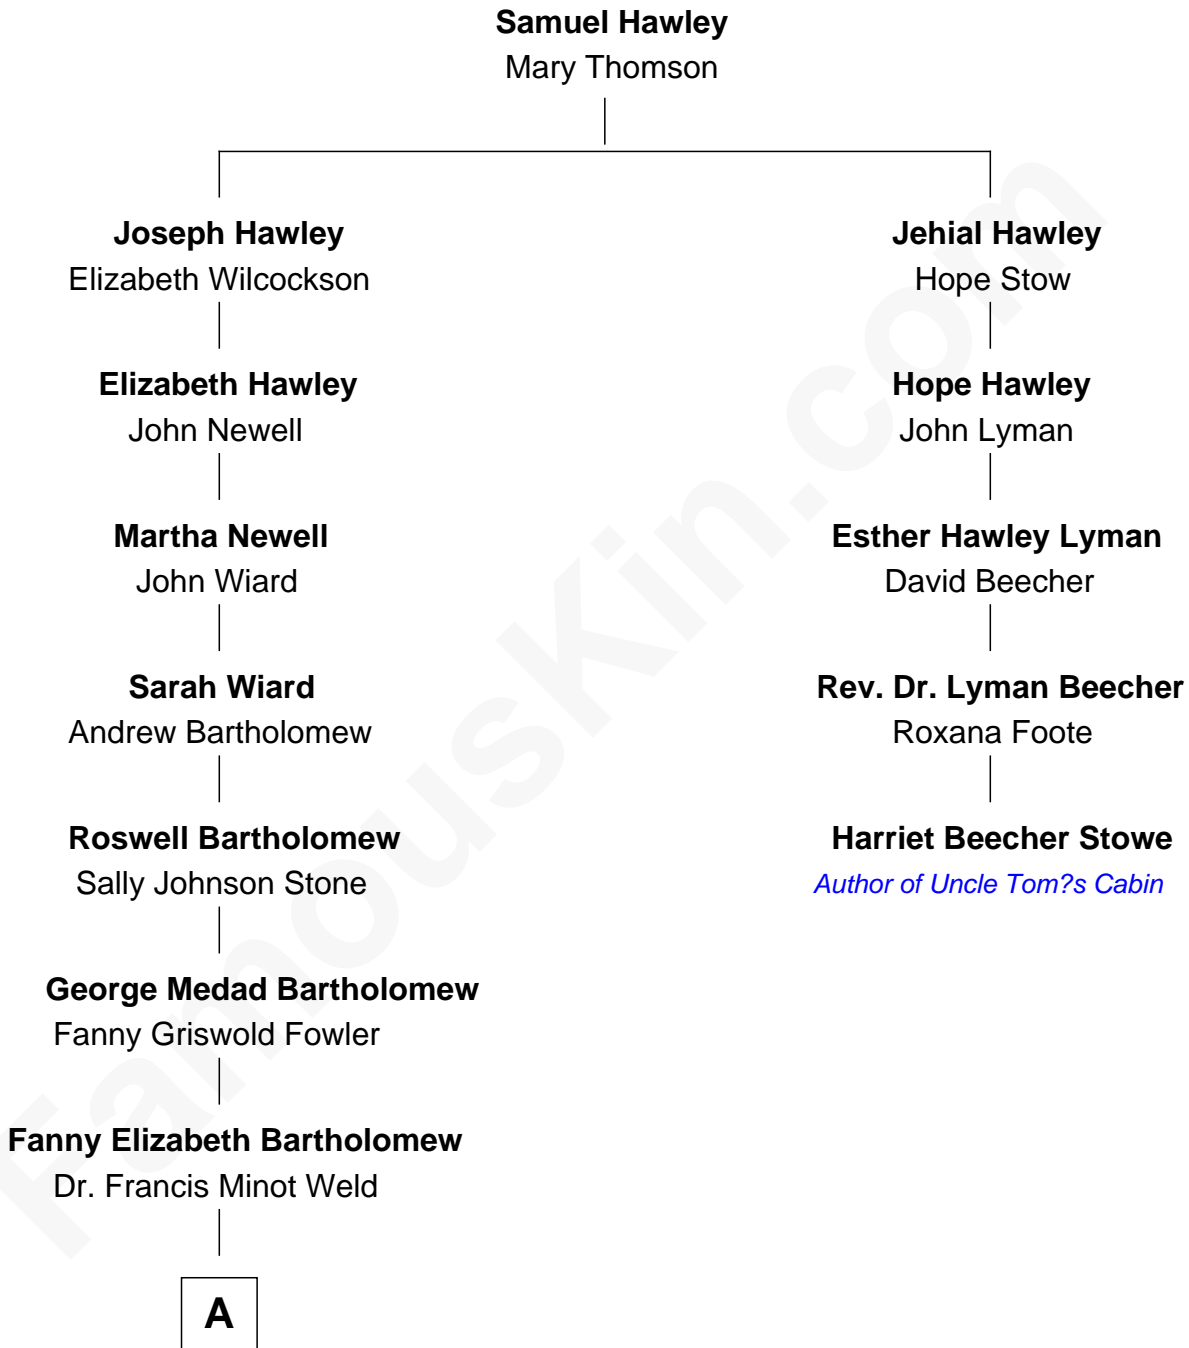 Samuel Hawley
Mary Thomson
Joseph Hawley
Elizabeth Wilcockson
Jehial Hawley
Hope Stow
Elizabeth Hawley
John Newell
Hope Hawley
John Lyman
Martha Newell
John Wiard
Esther Hawley Lyman
David Beecher
Sarah Wiard
Andrew Bartholomew
Rev. Dr. Lyman Beecher
Roxana Foote
Roswell Bartholomew
Sally Johnson Stone
Harriet Beecher Stowe
Author of Uncle Tom?s Cabin
George Medad Bartholomew
Fanny Griswold Fowler
Fanny Elizabeth Bartholomew
Dr. Francis Minot Weld
A
FamousKin.com